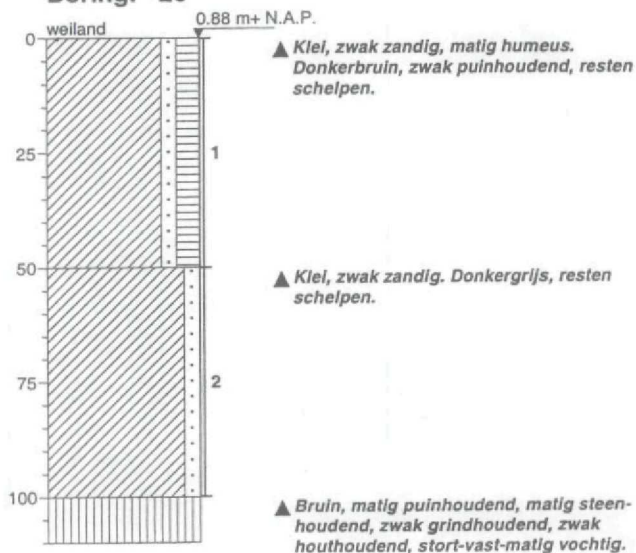 weiland
0.88 m+ N.A.P.
0
▲ Klei, zwak zandig, matig humeus.
Donkerbruin, zwak puinhoudend, resten
schelpen.
25
1
50
▲ Klei, zwak zandig. Donkergrijs, resten
schelpen.
75
2
100
▲ Bruin, matig puinhoudend, matig steen-
houdend, zwak grindhoudend, zwak
houthoudend, stort-vast-matig vochtig.